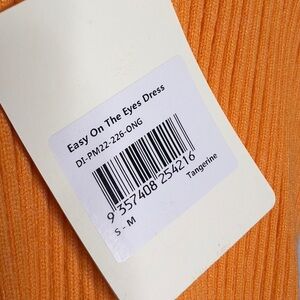 Easy On The Eyes Dress
DI-PM22-226-ONG
9 357408 254216
S - M
Tangerine